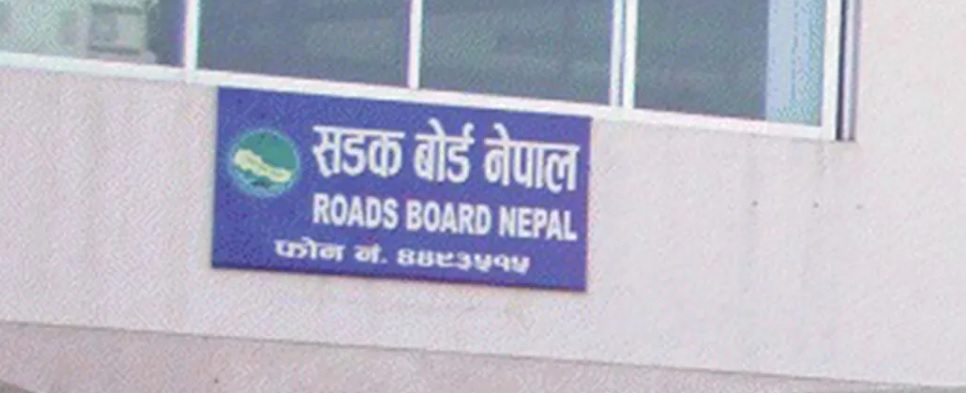 सडक बोर्ड नेपाल
ROADS BOARD NEPAL
फोन नं. ४४९३५१५